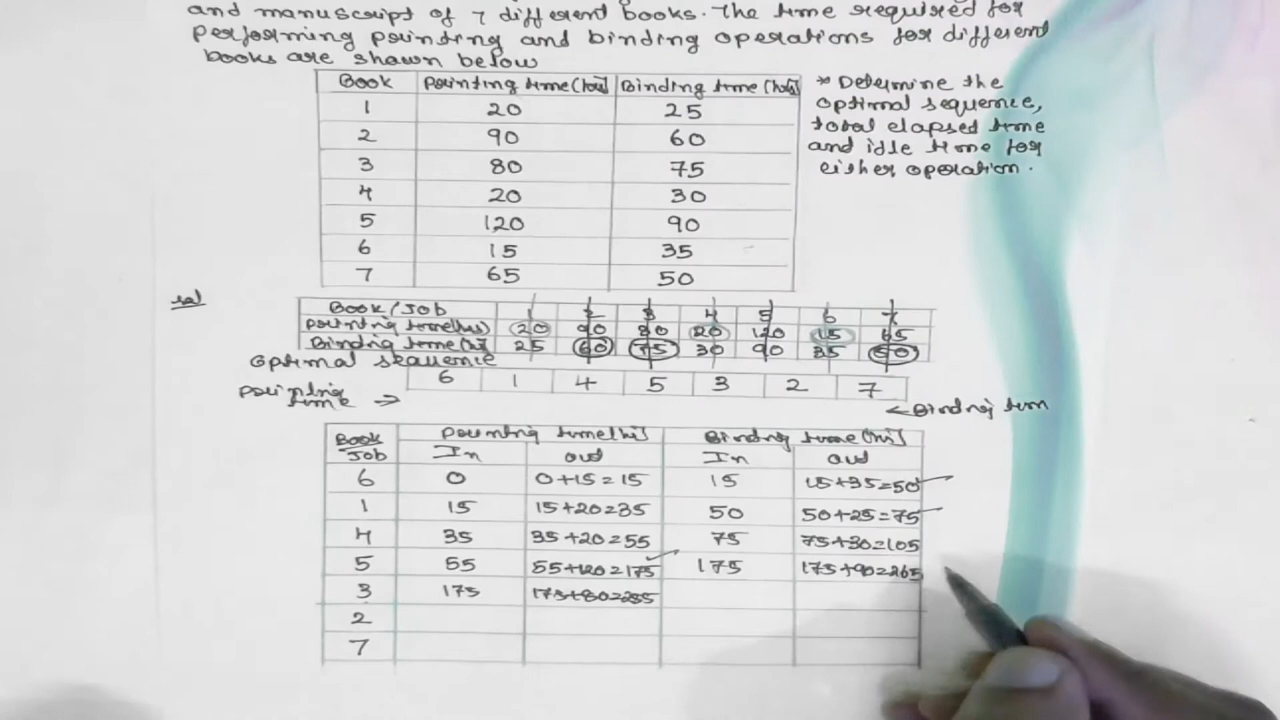 and manuscript of 7 different books. The time required for
performing printing and binding operations for different
books are shown below
Book Printing time (hrs) Binding time (hrs)
1 20 25
2 90 60
3 80 75
4 20 30
5 120 90
6 15 35
7 65 50
* Determine the
optimal sequence,
total elapsed time
and idle time for
either operation.
sol
Book/Job 1 2 3 4 5 6 7
Printing time(hrs) 20 90 80 20 120 15 65
Binding time(hr) 25 60 75 30 90 35 50
Optimal sequence
6 1 4 5 3 2 7
Printing time →
← Binding time
Book/Job Printing time(hr) Binding time(hr)
In out In out
6 0 0+15=15 15 15+35=50
1 15 15+20=35 50 50+25=75
4 35 35+20=55 75 75+30=105
5 55 55+120=175 175 175+90=265
3 175 175+80=255
2
7